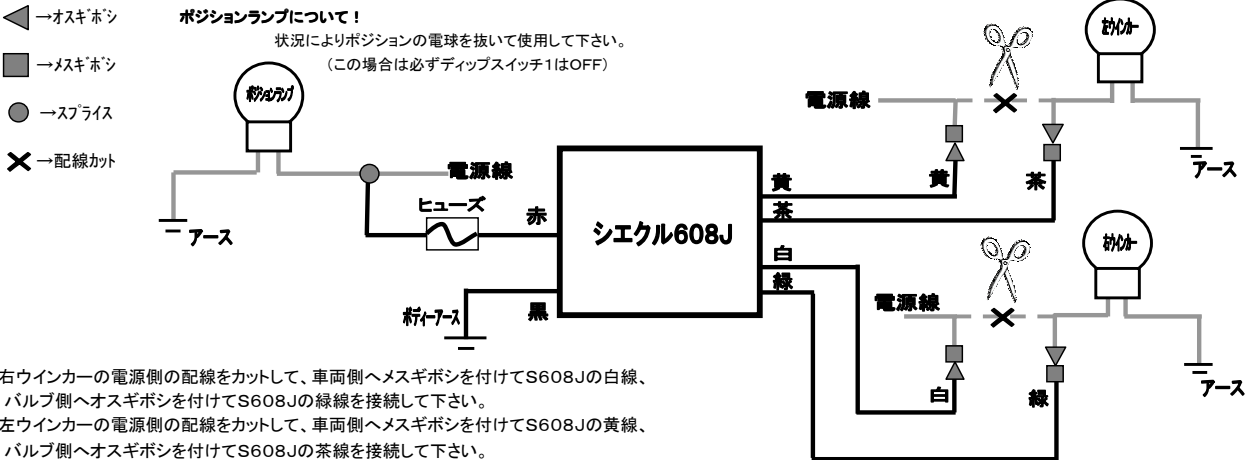 →オスギボシ
→メスギボシ
→スプライス
→配線カット
ポジションランプについて！
状況によりポジションの電球を抜いて使用して下さい。
（この場合は必ずディップスイッチ1はOFF）
ポジションランプ
電源線
ヒューズ
アース
赤
黒
ボディーアース
シエクル608J
黄
茶
白
緑
左ウインカー
電源線
黄
茶
アース
右ウインカー
電源線
白
緑
アース
右ウインカーの電源側の配線をカットして、車両側へメスギボシを付けてS608Jの白線、
バルブ側へオスギボシを付けてS608Jの緑線を接続して下さい。
左ウインカーの電源側の配線をカットして、車両側へメスギボシを付けてS608Jの黄線、
バルブ側へオスギボシを付けてS608Jの茶線を接続して下さい。